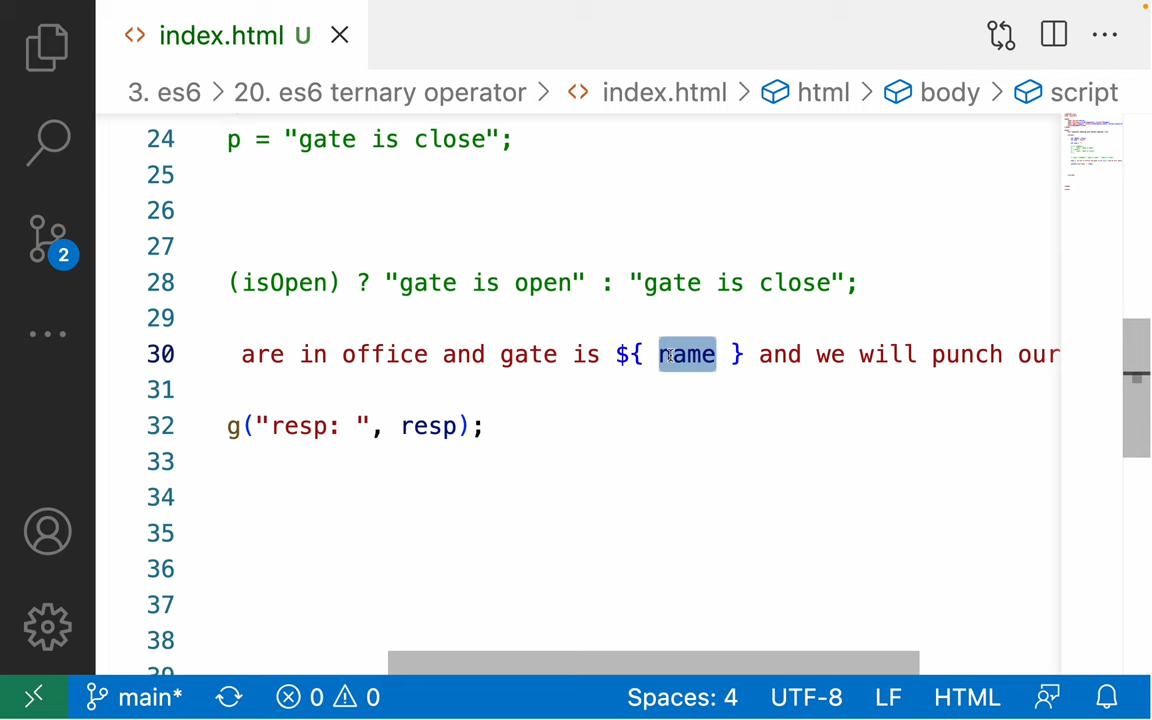 index.html U
3. es6 > 20. es6 ternary operator > index.html > html > body > script
24 p = "gate is close";
25
26
27
28 (isOpen) ? "gate is open" : "gate is close";
29
30 are in office and gate is ${ name } and we will punch our
31
32 g("resp: ", resp);
33
34
35
36
37
38
2
main* 0 0 Spaces: 4 UTF-8 LF HTML